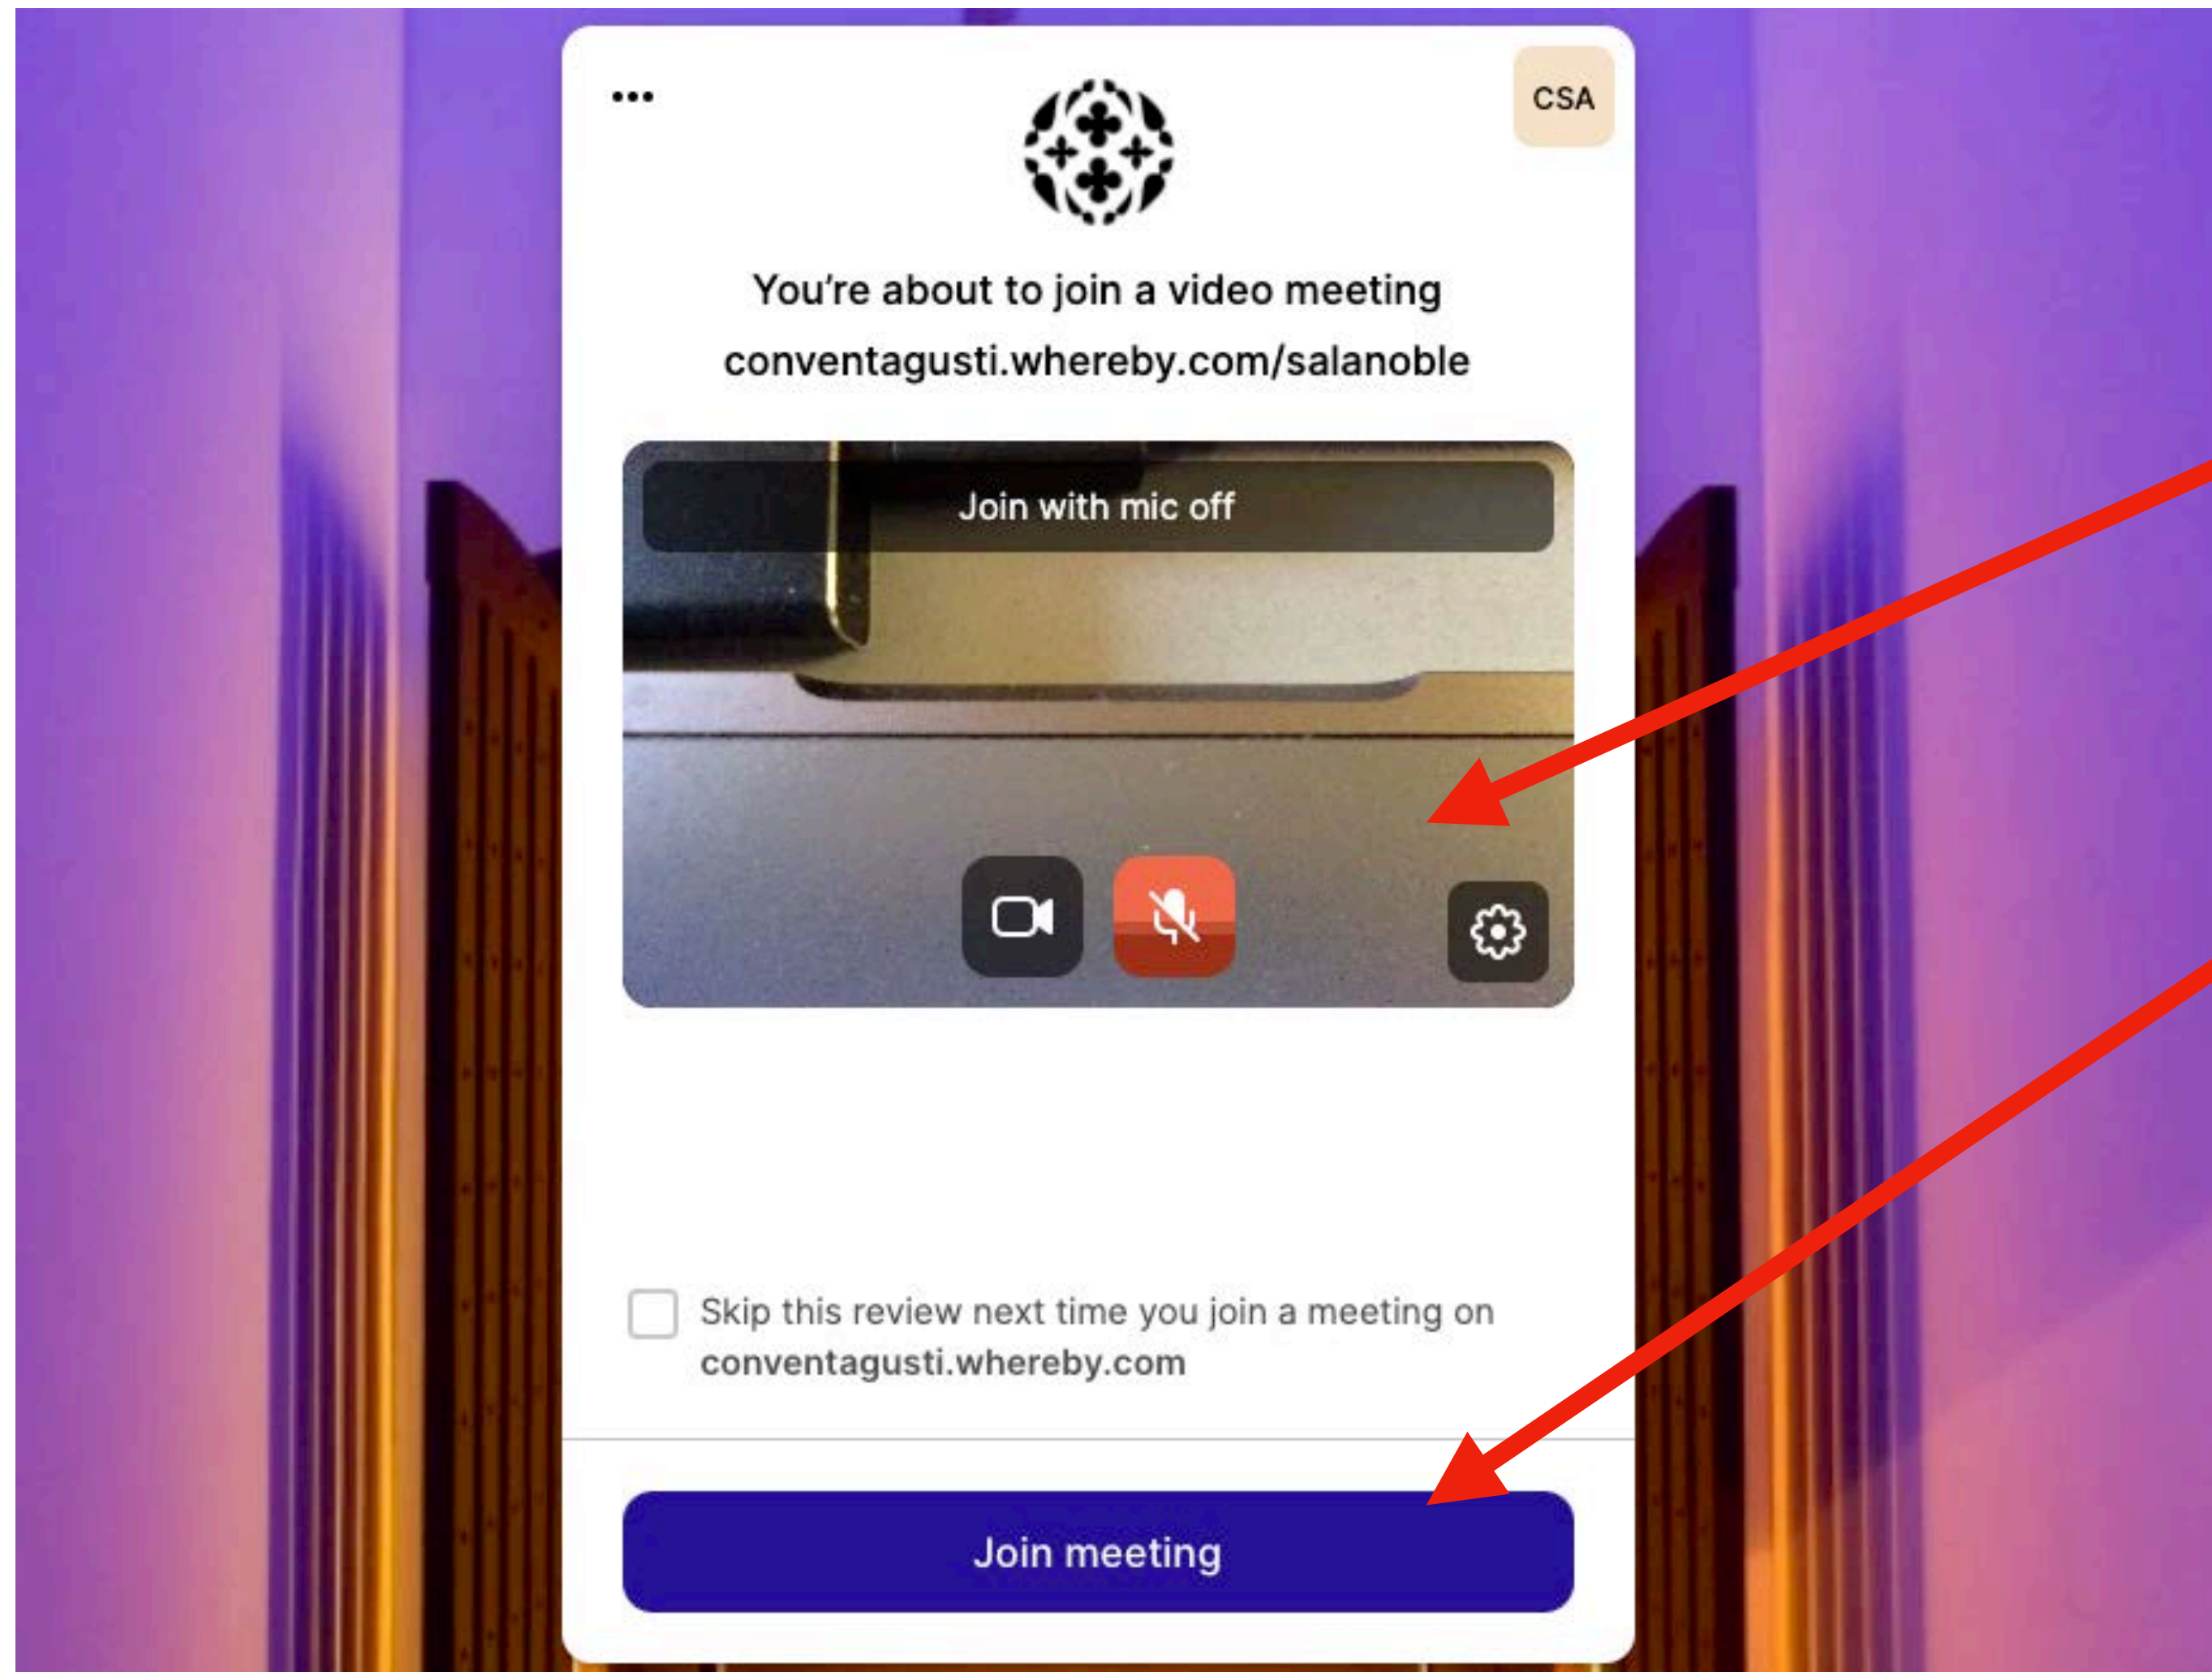 CSA
You’re about to join a video meeting
conventagusti.whereby.com/salanoble
Join with mic off
Skip this review next time you join a meeting on
conventagusti.whereby.com
Join meeting